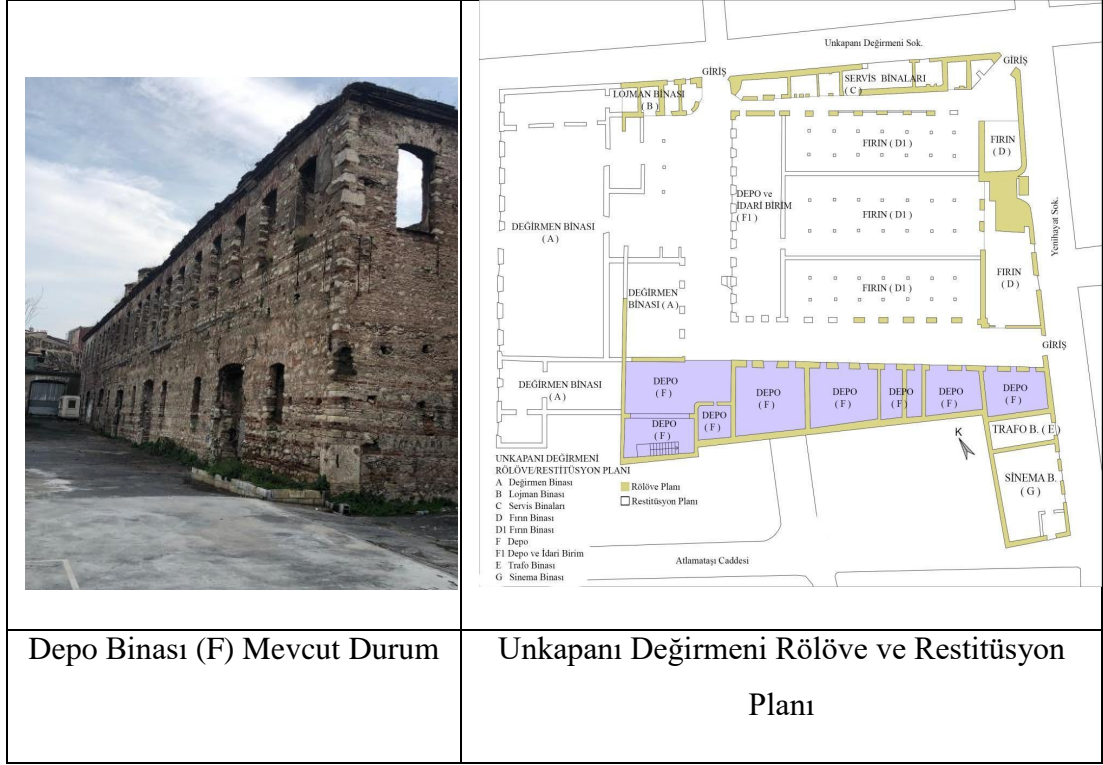 Unkapanı Değirmeni Sok.
GİRİŞ
GİRİŞ
LOJMAN BİNASI
( B )
SERVİS BİNALARI
( C )
FIRIN ( D1 )
FIRIN
( D )
DEPO ve
İDARİ BİRİM
( F1 )
FIRIN ( D1 )
Yenihayat Sok.
DEĞİRMEN BİNASI
( A )
FIRIN
( D )
DEĞİRMEN
BİNASI ( A )
FIRIN ( D1 )
GİRİŞ
DEĞİRMEN BİNASI
( A )
DEPO
( F )
DEPO
( F )
DEPO
( F )
DEPO
( F )
DEPO
( F )
DEPO
( F )
DEPO
( F )
DEPO
( F )
TRAFO B. ( E )
K
SİNEMA B.
( G )
UNKAPANI DEĞİRMENİ
RÖLÖVE/RESTİTÜSYON PLANI
A Değirmen Binası
B Lojman Binası
C Servis Binaları
D Fırın Binası
D1 Fırın Binası
F Depo
F1 Depo ve İdari Birim
E Trafo Binası
G Sinema Binası
Rölöve Planı
Restitüsyon Planı
Atlamataşı Caddesi
Depo Binası (F) Mevcut Durum
Unkapanı Değirmeni Rölöve ve Restitüsyon
Planı